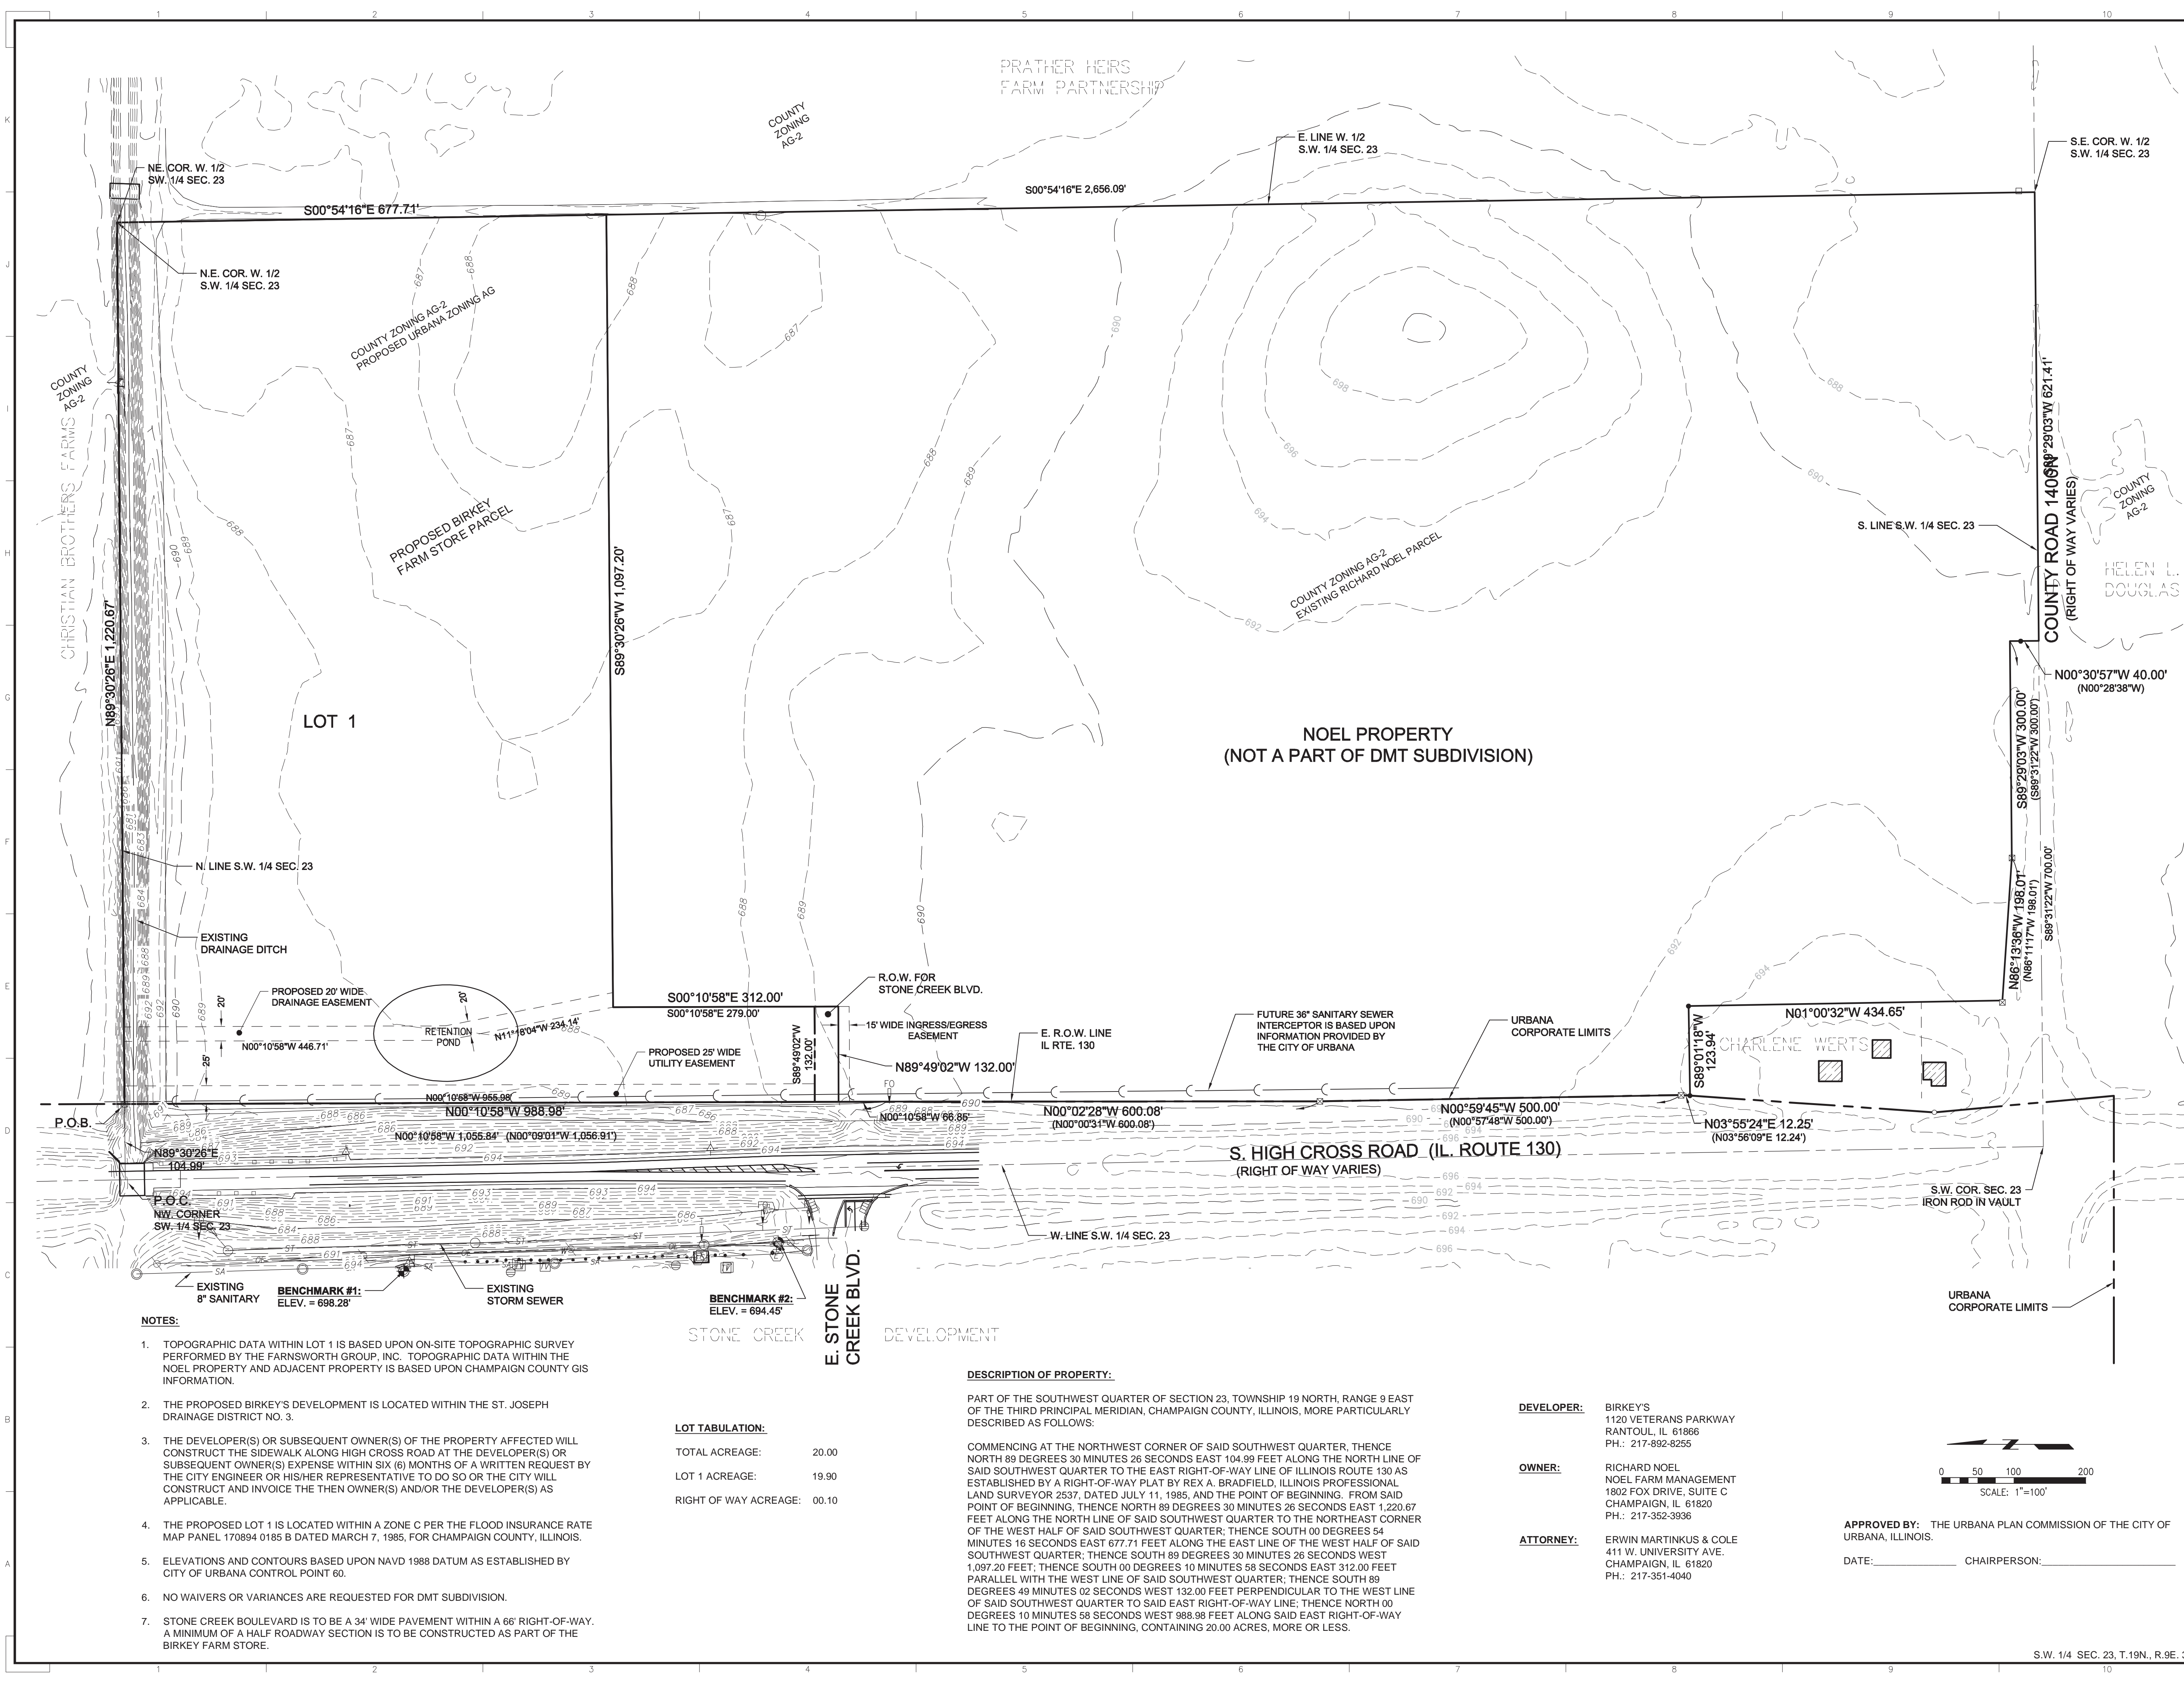 1 2 3 4 5 6 7 8 9 10
K
J
I
H
G
F
E
D
C
B
A
PRATHER HEIRS
FARM PARTNERSHIP
COUNTY
ZONING
AG-2
E. LINE W. 1/2
S.W. 1/4 SEC. 23
S.E. COR. W. 1/2
S.W. 1/4 SEC. 23
NE. COR. W. 1/2
SW. 1/4 SEC. 23
S00°54'16"E 677.71'
S00°54'16"E 2,656.09'
N.E. COR. W. 1/2
S.W. 1/4 SEC. 23
COUNTY ZONING AG-2
PROPOSED URBANA ZONING AG
COUNTY
ZONING
AG-2
CHRISTIAN BROTHERS FARMS
N89°30'26"E 1,220.67'
PROPOSED BIRKEY
FARM STORE PARCEL
S89°30'26"W 1,097.20'
COUNTY ZONING AG-2
EXISTING RICHARD NOEL PARCEL
S89°29'03"W 621.41'
COUNTY ROAD 1400N
(RIGHT OF WAY VARIES)
S. LINE S.W. 1/4 SEC. 23
COUNTY
ZONING
AG-2
HELEN L.
DOUGLAS
N00°30'57"W 40.00'
(N00°28'38"W)
S89°29'03"W 300.00'
(S89°31'22"W 300.00')
LOT 1
NOEL PROPERTY
(NOT A PART OF DMT SUBDIVISION)
N. LINE S.W. 1/4 SEC. 23
EXISTING
DRAINAGE DITCH
N86°13'36"W 198.01'
(N86°11'17"W 198.01')
S89°31'22"W 700.00'
PROPOSED 20' WIDE
DRAINAGE EASEMENT
20'
20'
RETENTION
POND
N11°18'04"W 234.14'
N00°10'58"W 446.71'
25'
S00°10'58"E 312.00'
S00°10'58"E 279.00'
R.O.W. FOR
STONE CREEK BLVD.
15' WIDE INGRESS/EGRESS
EASEMENT
S89°49'02"W
132.00'
N89°49'02"W 132.00'
PROPOSED 25' WIDE
UTILITY EASEMENT
E. R.O.W. LINE
IL RTE. 130
FUTURE 36" SANITARY SEWER
INTERCEPTOR IS BASED UPON
INFORMATION PROVIDED BY
THE CITY OF URBANA
URBANA
CORPORATE LIMITS
S89°01'18"W
123.94'
N01°00'32"W 434.65'
CHARLENE WERTS
FO
P.O.B.
N00°10'58"W 955.98'
N00°10'58"W 988.98'
N00°10'58"W 1,055.84' (N00°09'01"W 1,056.91')
N00°10'58"W 66.85'
N00°02'28"W 600.08'
(N00°00'31"W 600.08')
N00°59'45"W 500.00'
(N00°57'48"W 500.00')
N03°55'24"E 12.25'
(N03°56'09"E 12.24')
N89°30'26"E
104.99'
S. HIGH CROSS ROAD (IL. ROUTE 130)
(RIGHT OF WAY VARIES)
P.O.C.
NW. CORNER
SW. 1/4 SEC. 23
W. LINE S.W. 1/4 SEC. 23
S.W. COR. SEC. 23
IRON ROD IN VAULT
EXISTING
8" SANITARY
BENCHMARK #1:
ELEV. = 698.28'
EXISTING
STORM SEWER
BENCHMARK #2:
ELEV. = 694.45'
E. STONE
CREEK BLVD.
STONE CREEK DEVELOPMENT
URBANA
CORPORATE LIMITS
NOTES:
1. TOPOGRAPHIC DATA WITHIN LOT 1 IS BASED UPON ON-SITE TOPOGRAPHIC SURVEY
PERFORMED BY THE FARNSWORTH GROUP, INC. TOPOGRAPHIC DATA WITHIN THE
NOEL PROPERTY AND ADJACENT PROPERTY IS BASED UPON CHAMPAIGN COUNTY GIS
INFORMATION.
2. THE PROPOSED BIRKEY'S DEVELOPMENT IS LOCATED WITHIN THE ST. JOSEPH
DRAINAGE DISTRICT NO. 3.
3. THE DEVELOPER(S) OR SUBSEQUENT OWNER(S) OF THE PROPERTY AFFECTED WILL
CONSTRUCT THE SIDEWALK ALONG HIGH CROSS ROAD AT THE DEVELOPER(S) OR
SUBSEQUENT OWNER(S) EXPENSE WITHIN SIX (6) MONTHS OF A WRITTEN REQUEST BY
THE CITY ENGINEER OR HIS/HER REPRESENTATIVE TO DO SO OR THE CITY WILL
CONSTRUCT AND INVOICE THE THEN OWNER(S) AND/OR THE DEVELOPER(S) AS
APPLICABLE.
4. THE PROPOSED LOT 1 IS LOCATED WITHIN A ZONE C PER THE FLOOD INSURANCE RATE
MAP PANEL 170894 0185 B DATED MARCH 7, 1985, FOR CHAMPAIGN COUNTY, ILLINOIS.
5. ELEVATIONS AND CONTOURS BASED UPON NAVD 1988 DATUM AS ESTABLISHED BY
CITY OF URBANA CONTROL POINT 60.
6. NO WAIVERS OR VARIANCES ARE REQUESTED FOR DMT SUBDIVISION.
7. STONE CREEK BOULEVARD IS TO BE A 34' WIDE PAVEMENT WITHIN A 66' RIGHT-OF-WAY.
A MINIMUM OF A HALF ROADWAY SECTION IS TO BE CONSTRUCTED AS PART OF THE
BIRKEY FARM STORE.
LOT TABULATION:
TOTAL ACREAGE: 20.00
LOT 1 ACREAGE: 19.90
RIGHT OF WAY ACREAGE: 00.10
DESCRIPTION OF PROPERTY:
PART OF THE SOUTHWEST QUARTER OF SECTION 23, TOWNSHIP 19 NORTH, RANGE 9 EAST
OF THE THIRD PRINCIPAL MERIDIAN, CHAMPAIGN COUNTY, ILLINOIS, MORE PARTICULARLY
DESCRIBED AS FOLLOWS:
COMMENCING AT THE NORTHWEST CORNER OF SAID SOUTHWEST QUARTER, THENCE
NORTH 89 DEGREES 30 MINUTES 26 SECONDS EAST 104.99 FEET ALONG THE NORTH LINE OF
SAID SOUTHWEST QUARTER TO THE EAST RIGHT-OF-WAY LINE OF ILLINOIS ROUTE 130 AS
ESTABLISHED BY A RIGHT-OF-WAY PLAT BY REX A. BRADFIELD, ILLINOIS PROFESSIONAL
LAND SURVEYOR 2537, DATED JULY 11, 1985, AND THE POINT OF BEGINNING. FROM SAID
POINT OF BEGINNING, THENCE NORTH 89 DEGREES 30 MINUTES 26 SECONDS EAST 1,220.67
FEET ALONG THE NORTH LINE OF SAID SOUTHWEST QUARTER TO THE NORTHEAST CORNER
OF THE WEST HALF OF SAID SOUTHWEST QUARTER; THENCE SOUTH 00 DEGREES 54
MINUTES 16 SECONDS EAST 677.71 FEET ALONG THE EAST LINE OF THE WEST HALF OF SAID
SOUTHWEST QUARTER; THENCE SOUTH 89 DEGREES 30 MINUTES 26 SECONDS WEST
1,097.20 FEET; THENCE SOUTH 00 DEGREES 10 MINUTES 58 SECONDS EAST 312.00 FEET
PARALLEL WITH THE WEST LINE OF SAID SOUTHWEST QUARTER; THENCE SOUTH 89
DEGREES 49 MINUTES 02 SECONDS WEST 132.00 FEET PERPENDICULAR TO THE WEST LINE
OF SAID SOUTHWEST QUARTER TO SAID EAST RIGHT-OF-WAY LINE; THENCE NORTH 00
DEGREES 10 MINUTES 58 SECONDS WEST 988.98 FEET ALONG SAID EAST RIGHT-OF-WAY
LINE TO THE POINT OF BEGINNING, CONTAINING 20.00 ACRES, MORE OR LESS.
DEVELOPER: BIRKEY'S
1120 VETERANS PARKWAY
RANTOUL, IL 61866
PH.: 217-892-8255
OWNER: RICHARD NOEL
NOEL FARM MANAGEMENT
1802 FOX DRIVE, SUITE C
CHAMPAIGN, IL 61820
PH.: 217-352-3936
ATTORNEY: ERWIN MARTINKUS & COLE
411 W. UNIVERSITY AVE.
CHAMPAIGN, IL 61820
PH.: 217-351-4040
Z
0 50 100 200
SCALE: 1"=100'
APPROVED BY: THE URBANA PLAN COMMISSION OF THE CITY OF
URBANA, ILLINOIS.
DATE:________ CHAIRPERSON:________
S.W. 1/4 SEC. 23, T.19N., R.9E.
1 2 3 4 5 6 7 8 9 10